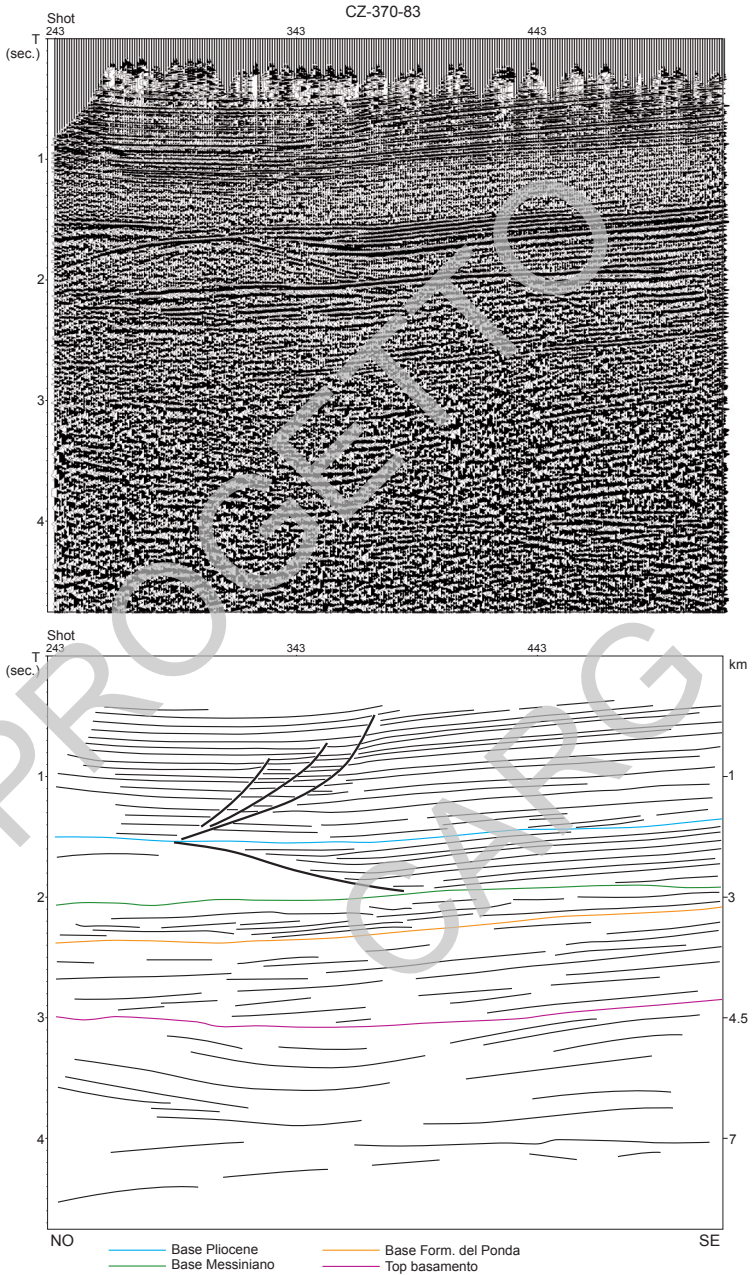 CZ-370-83
Shot
243 343 443
T
(sec.)
1
2
3
4
Shot
243 343 443
T
(sec.)
km
1 1
2 3
3 4.5
4 7
NO SE
Base Pliocene Base Form. del Ponda
Base Messiniano Top basamento
PROGETTO
CARG